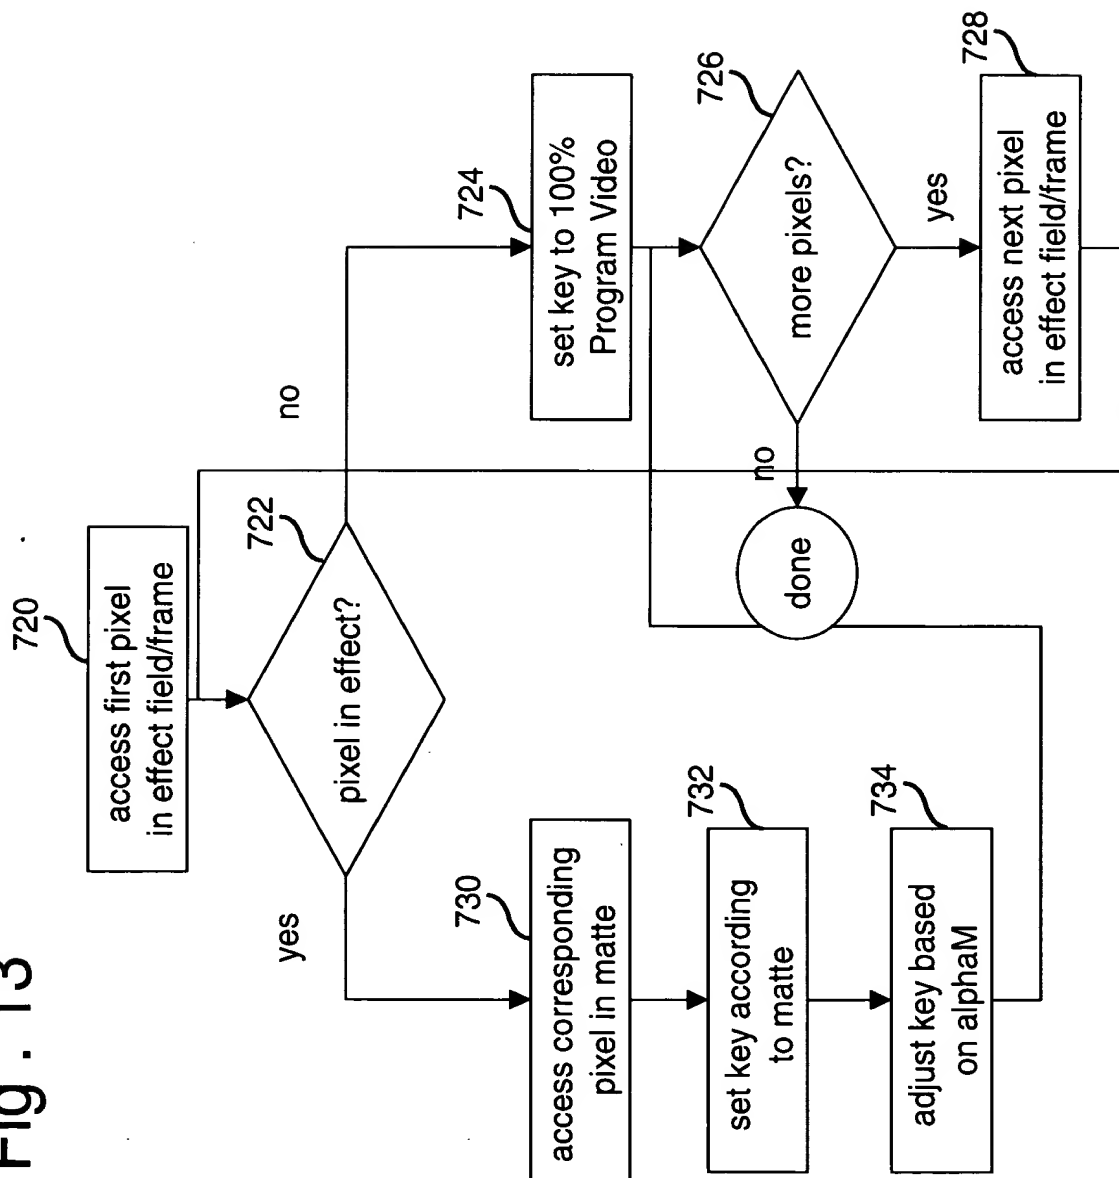 Fig. 13
720
access first pixel
in effect field/frame
722
pixel in effect?
yes
no
730
access corresponding
pixel in matte
732
set key according
to matte
734
adjust key based
on alphaM
724
set key to 100%
Program Video
726
more pixels?
no
done
yes
728
access next pixel
in effect field/frame